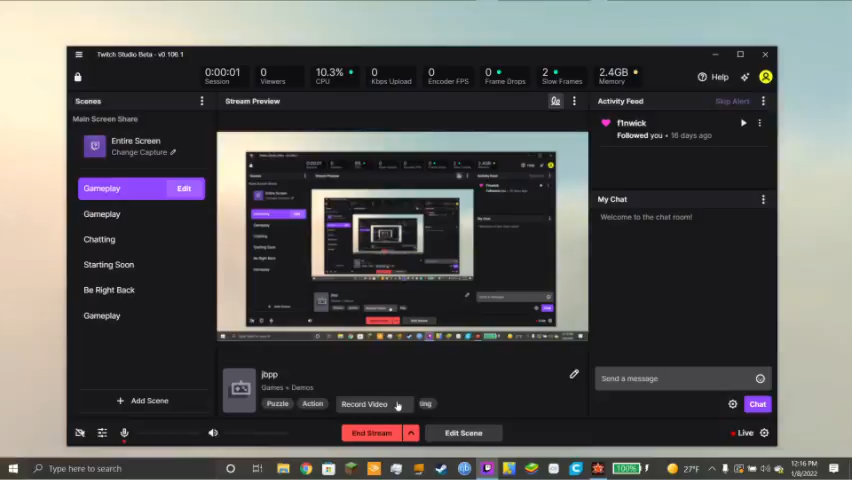 Twitch Studio Beta - v0.106.1
0:00:01
Session
0
Viewers
10.3%
CPU
0
Kbps Upload
0
Encoder FPS
0
Frame Drops
2
Slow Frames
2.4GB
Memory
Help
Scenes
Main Screen Share
Entire Screen
Change Capture
Gameplay
Edit
Gameplay
Chatting
Starting Soon
Be Right Back
Gameplay
Add Scene
Stream Preview
jbpp
Games + Demos
Puzzle
Action
Record Video
ting
End Stream
Edit Scene
Activity Feed
Skip Alert
f1nwick
Followed you • 16 days ago
My Chat
Welcome to the chat room!
Send a message
Chat
Live
Type here to search
100%
27°F
12:16 PM
1/8/2022